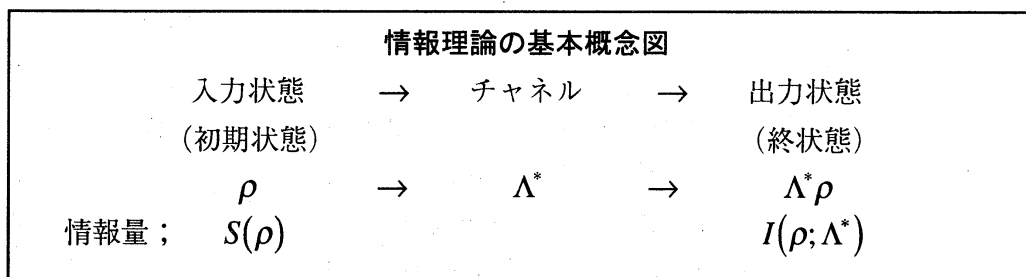 情報理論の基本概念図
入力状態 → チャネル → 出力状態
(初期状態) (終状態)
ρ → Λ* → Λ*ρ
情報量； S(ρ) I(ρ;Λ*)